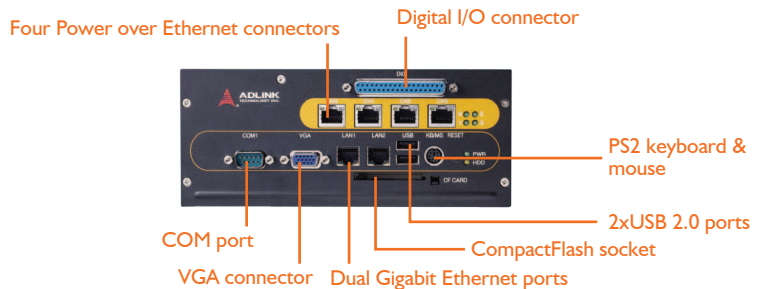 Digital I/O connector
Four Power over Ethernet connectors
DIO
ADLINK
TECHNOLOGY INC.
COM1 VGA LAN1 LAN2 USB KB/MS RESET
PWR
HDD
CF CARD
PS2 keyboard &
mouse
2xUSB 2.0 ports
COM port
CompactFlash socket
VGA connector
Dual Gigabit Ethernet ports